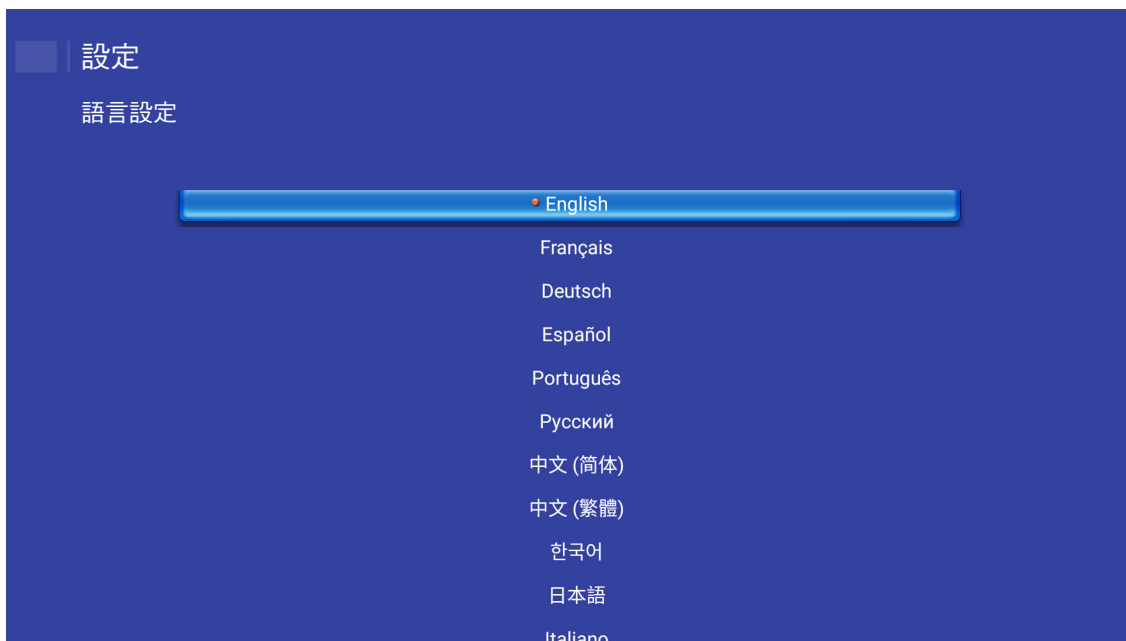 設定
語言設定
English
Français
Deutsch
Español
Português
Русский
中文 (简体)
中文 (繁體)
한국어
日本語
Italiano